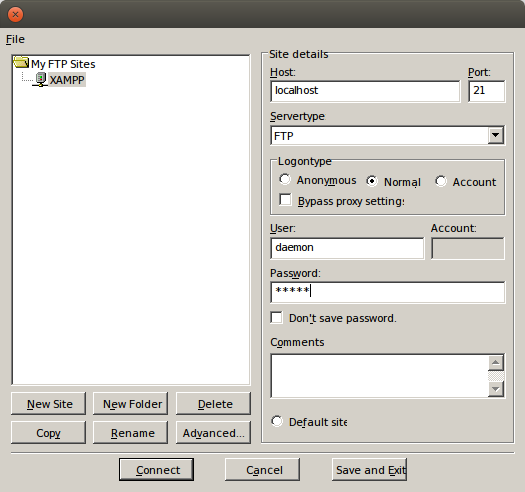 File
My FTP Sites
XAMPP
New Site New Folder Delete
Copy Rename Advanced...
Site details
Host: Port:
localhost 21
Servertype
FTP
Logontype
Anonymous Normal Account
Bypass proxy settings
User: Account:
daemon
Password:
*****
Don't save password.
Comments
Default site
Connect Cancel Save and Exit